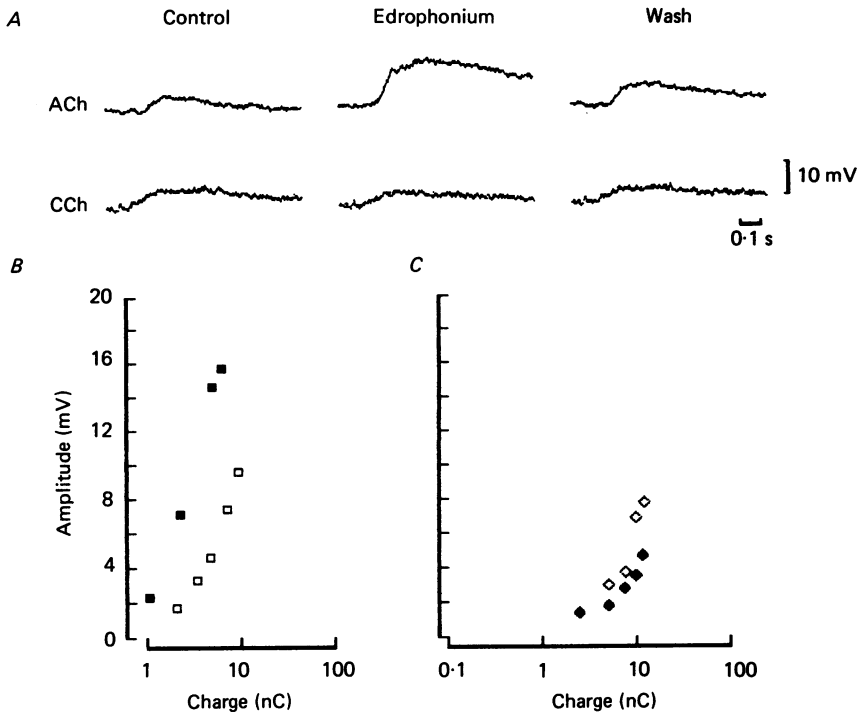 A
Control
Edrophonium
Wash
ACh
CCh
10 mV
0·1 s
B
C
20
16
12
8
4
0
Amplitude (mV)
1
10
100
Charge (nC)
0·1
1
10
100
Charge (nC)